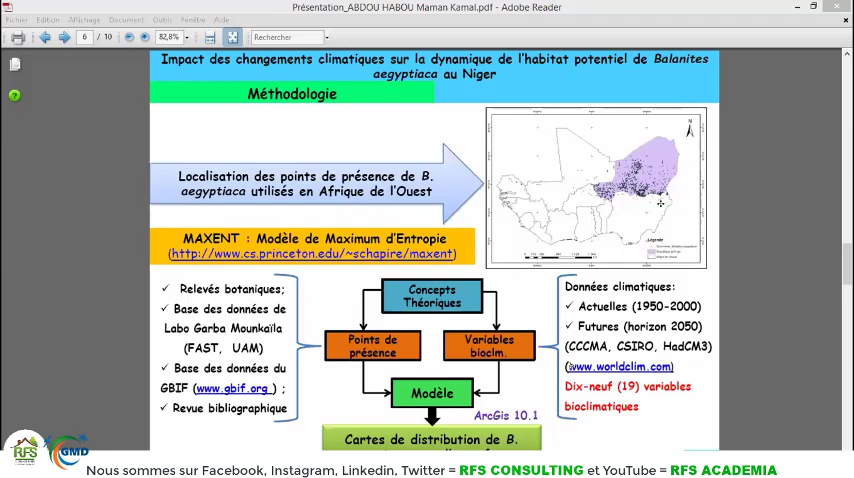 Présentation_ABDOU HABOU Maman Kamal.pdf - Adobe Reader
Fichier Edition Affichage Document Outils Fenêtre Aide
6 / 10 82,8% Rechercher
Impact des changements climatiques sur la dynamique de l'habitat potentiel de Balanites
aegyptiaca au Niger
Méthodologie
Localisation des points de présence de B.
aegyptiaca utilisés en Afrique de l'Ouest
N
Légende
MAXENT : Modèle de Maximum d'Entropie
(http://www.cs.princeton.edu/~schapire/maxent)
Relevés botaniques;
Base des données de
Labo Garba Mounkaïla
(FAST, UAM)
Base des données du
GBIF (www.gbif.org ) ;
Revue bibliographique
Concepts
Théoriques
Points de
présence
Variables
bioclm.
Modèle
ArcGis 10.1
Cartes de distribution de B.
Données climatiques:
Actuelles (1950-2000)
Futures (horizon 2050)
(CCCMA, CSIRO, HadCM3)
(www.worldclim.com)
Dix-neuf (19) variables
bioclimatiques
RFS
GMD
Nous sommes sur Facebook, Instagram, Linkedin, Twitter = RFS CONSULTING et YouTube = RFS ACADEMIA